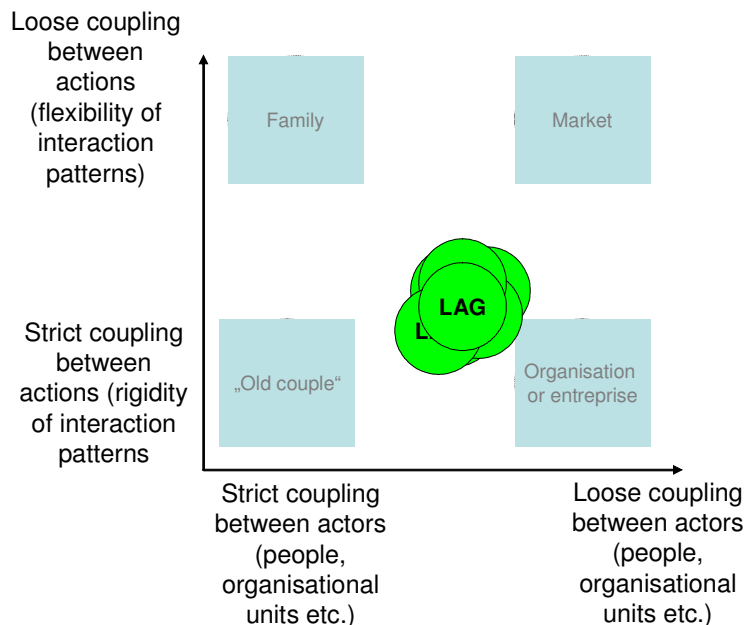 Loose coupling
between
actions
(flexibility of
interaction
patterns)
Family
Market
LAG
Strict coupling
between
actions (rigidity
of interaction
patterns
„Old couple“
Organisation
or entreprise
Strict coupling
between actors
(people,
organisational
units etc.)
Loose coupling
between actors
(people,
organisational
units etc.)